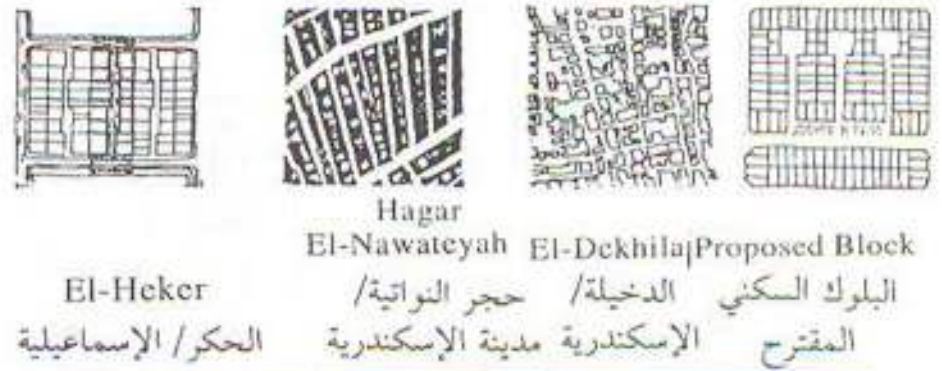 Hagar
El-Nawateyah El-Dekhila Proposed Block
El-Heker
البلوك السكني الدخيلة/ حجر النواتية/
المقترح الإسكندرية مدينة الإسكندرية الحكر/ الإسماعيلية